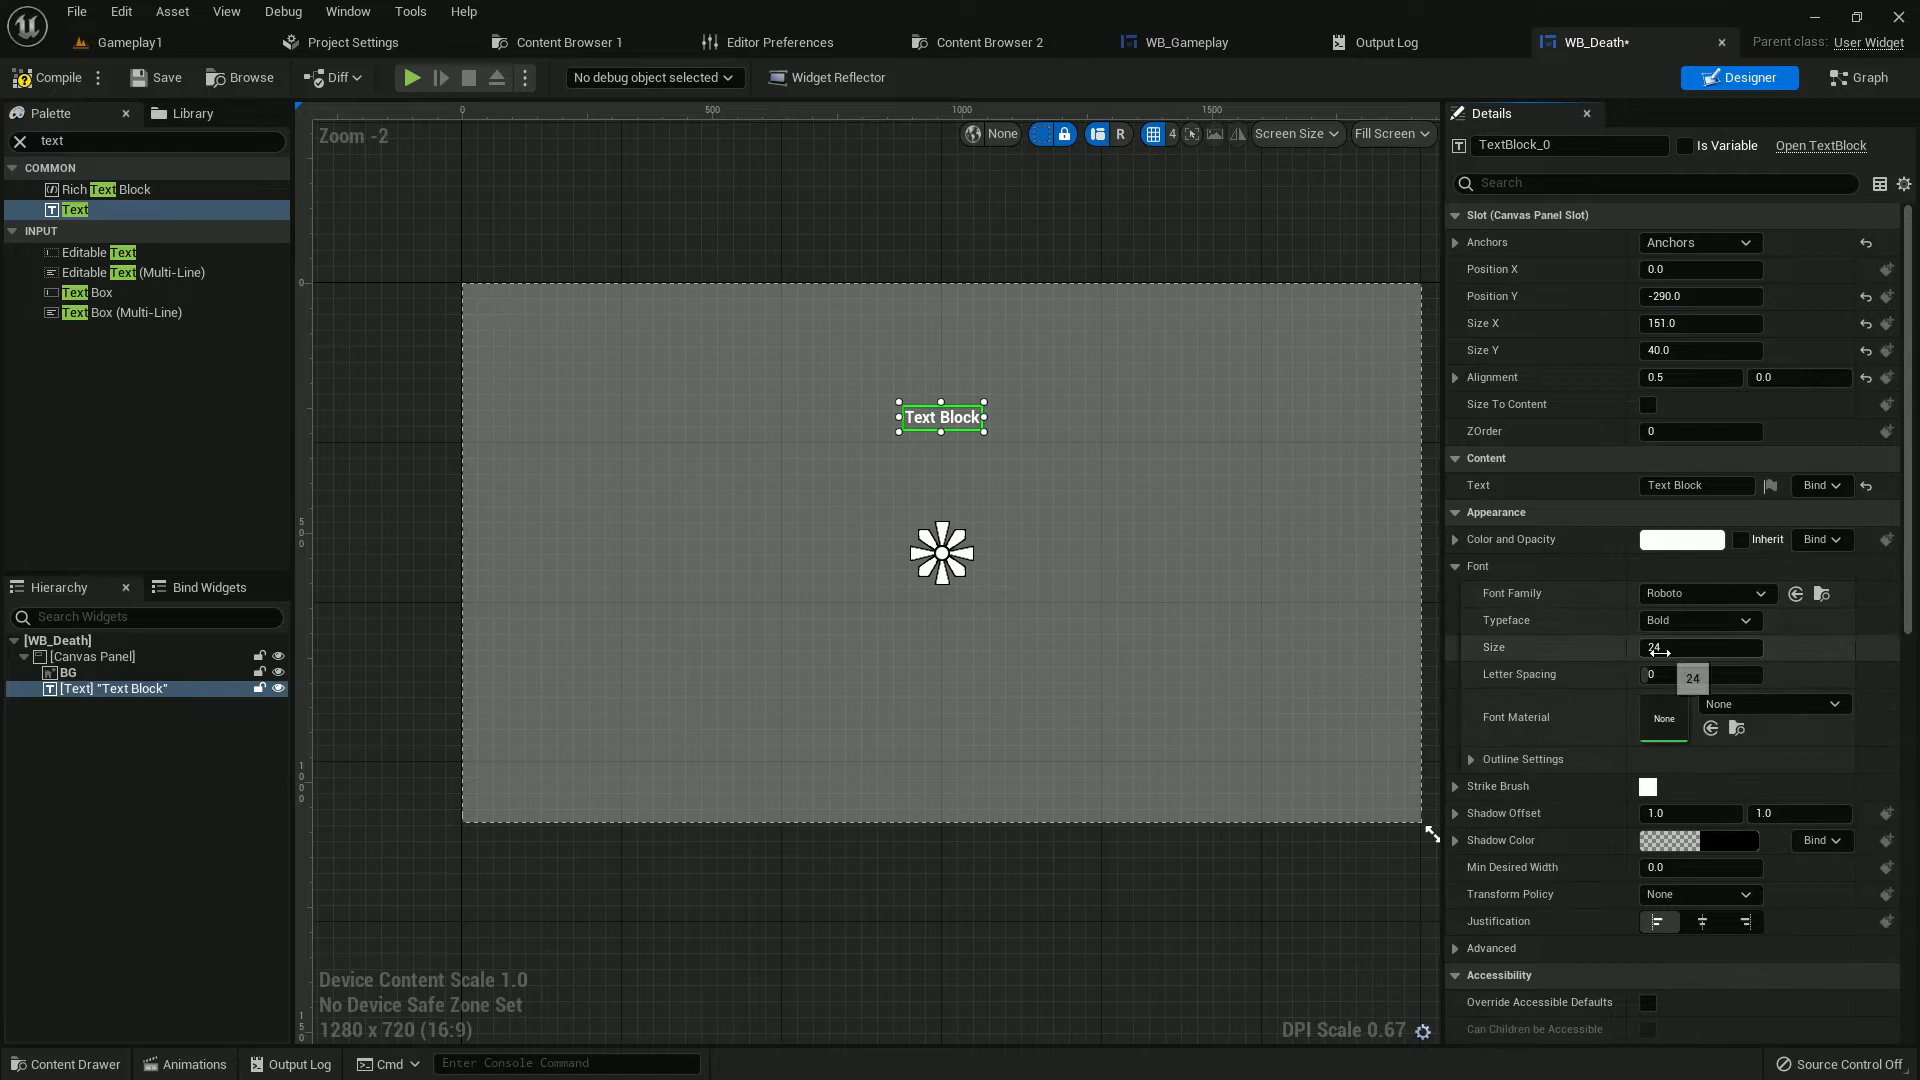 File Edit Asset View Debug Window Tools Help
Gameplay1 Project Settings Content Browser 1 Editor Preferences Content Browser 2 WB_Gameplay Output Log WB_Death* Parent class: User Widget
Compile Save Browse Diff No debug object selected Widget Reflector Designer Graph
Palette Library
text
COMMON
Rich Text Block
Text
INPUT
Editable Text
Editable Text (Multi-Line)
Text Box
Text Box (Multi-Line)
Hierarchy Bind Widgets
Search Widgets
[WB_Death]
[Canvas Panel]
BG
[Text] "Text Block"
0 500 1000 1500
Zoom -2
None R 4 Screen Size Fill Screen
0
Text Block
5
0
0
1
0
0
0
1
5
0
Device Content Scale 1.0
No Device Safe Zone Set
1280 x 720 (16:9)
DPI Scale 0.67
Details
TextBlock_0 Is Variable Open TextBlock
Search
Slot (Canvas Panel Slot)
Anchors Anchors
Position X 0.0
Position Y -290.0
Size X 151.0
Size Y 40.0
Alignment 0.5 0.0
Size To Content
ZOrder 0
Content
Text Text Block Bind
Appearance
Color and Opacity Inherit Bind
Font
Font Family Roboto
Typeface Bold
Size 24
Letter Spacing 0
24
Font Material None None
Outline Settings
Strike Brush
Shadow Offset 1.0 1.0
Shadow Color Bind
Min Desired Width 0.0
Transform Policy None
Justification
Advanced
Accessibility
Override Accessible Defaults
Can Children be Accessible
Content Drawer Animations Output Log Cmd Enter Console Command Source Control Off